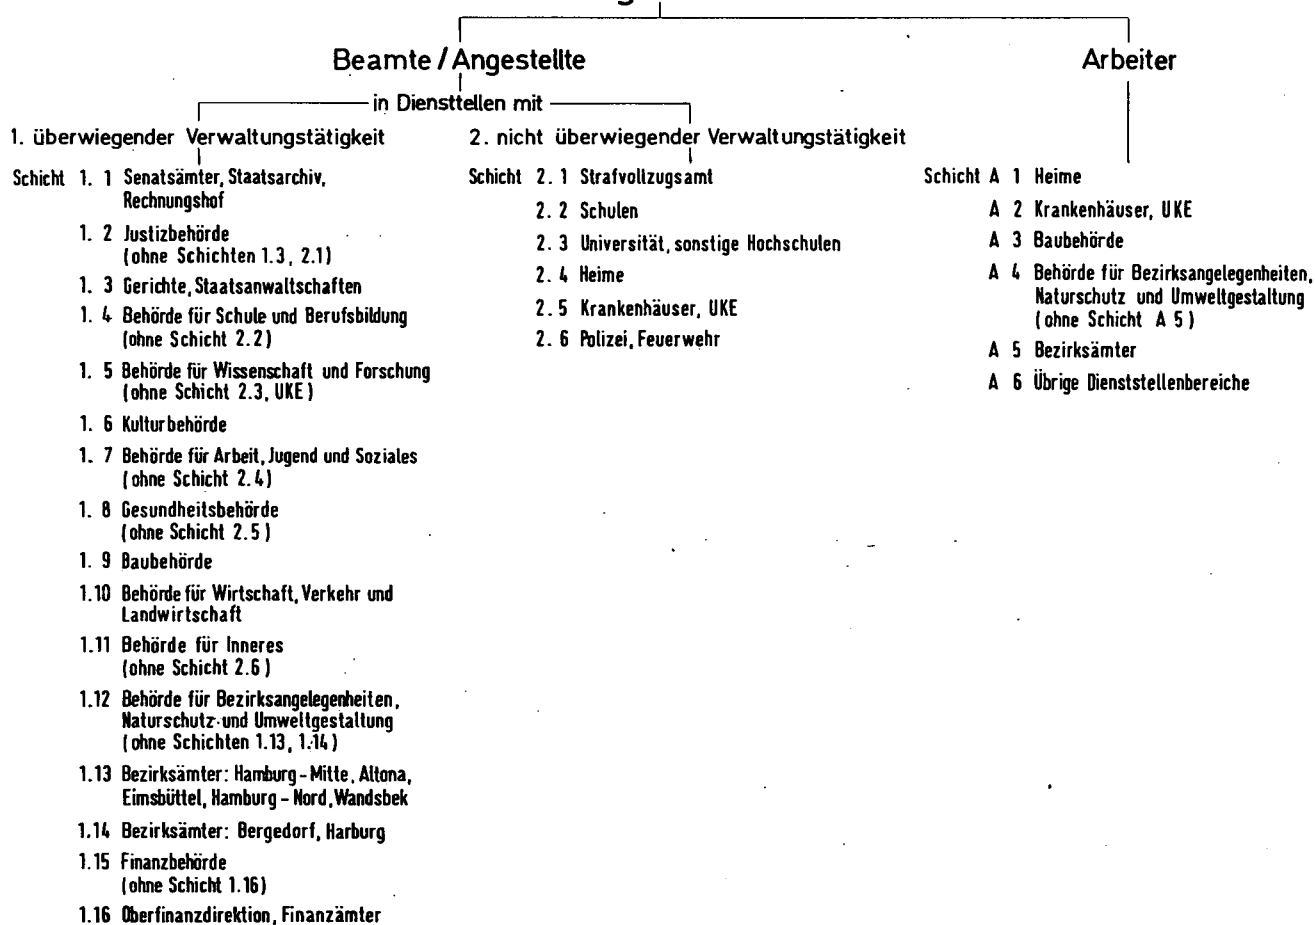 Beamte / Angestellte
Arbeiter
in Diensttellen mit
1. überwiegender Verwaltungstätigkeit
2. nicht überwiegender Verwaltungstätigkeit
Schicht 1. 1 Senatsämter, Staatsarchiv,
Rechnungshof
1. 2 Justizbehörde
(ohne Schichten 1.3, 2.1)
1. 3 Gerichte, Staatsanwaltschaften
1. 4 Behörde für Schule und Berufsbildung
(ohne Schicht 2.2)
1. 5 Behörde für Wissenschaft und Forschung
(ohne Schicht 2.3, UKE)
1. 6 Kulturbehörde
1. 7 Behörde für Arbeit, Jugend und Soziales
(ohne Schicht 2.4)
1. 8 Gesundheitsbehörde
(ohne Schicht 2.5)
1. 9 Baubehörde
1.10 Behörde für Wirtschaft, Verkehr und
Landwirtschaft
1.11 Behörde für Inneres
(ohne Schicht 2.6)
1.12 Behörde für Bezirksangelegenheiten,
Naturschutz und Umweltgestaltung
(ohne Schichten 1.13, 1.14)
1.13 Bezirksämter: Hamburg-Mitte, Altona,
Eimsbüttel, Hamburg-Nord, Wandsbek
1.14 Bezirksämter: Bergedorf, Harburg
1.15 Finanzbehörde
(ohne Schicht 1.16)
1.16 Oberfinanzdirektion, Finanzämter
Schicht 2. 1 Strafvollzugsamt
2. 2 Schulen
2. 3 Universität, sonstige Hochschulen
2. 4 Heime
2. 5 Krankenhäuser, UKE
2. 6 Polizei, Feuerwehr
Schicht A 1 Heime
A 2 Krankenhäuser, UKE
A 3 Baubehörde
A 4 Behörde für Bezirksangelegenheiten,
Naturschutz und Umweltgestaltung
(ohne Schicht A 5)
A 5 Bezirksämter
A 6 Übrige Dienststellenbereiche